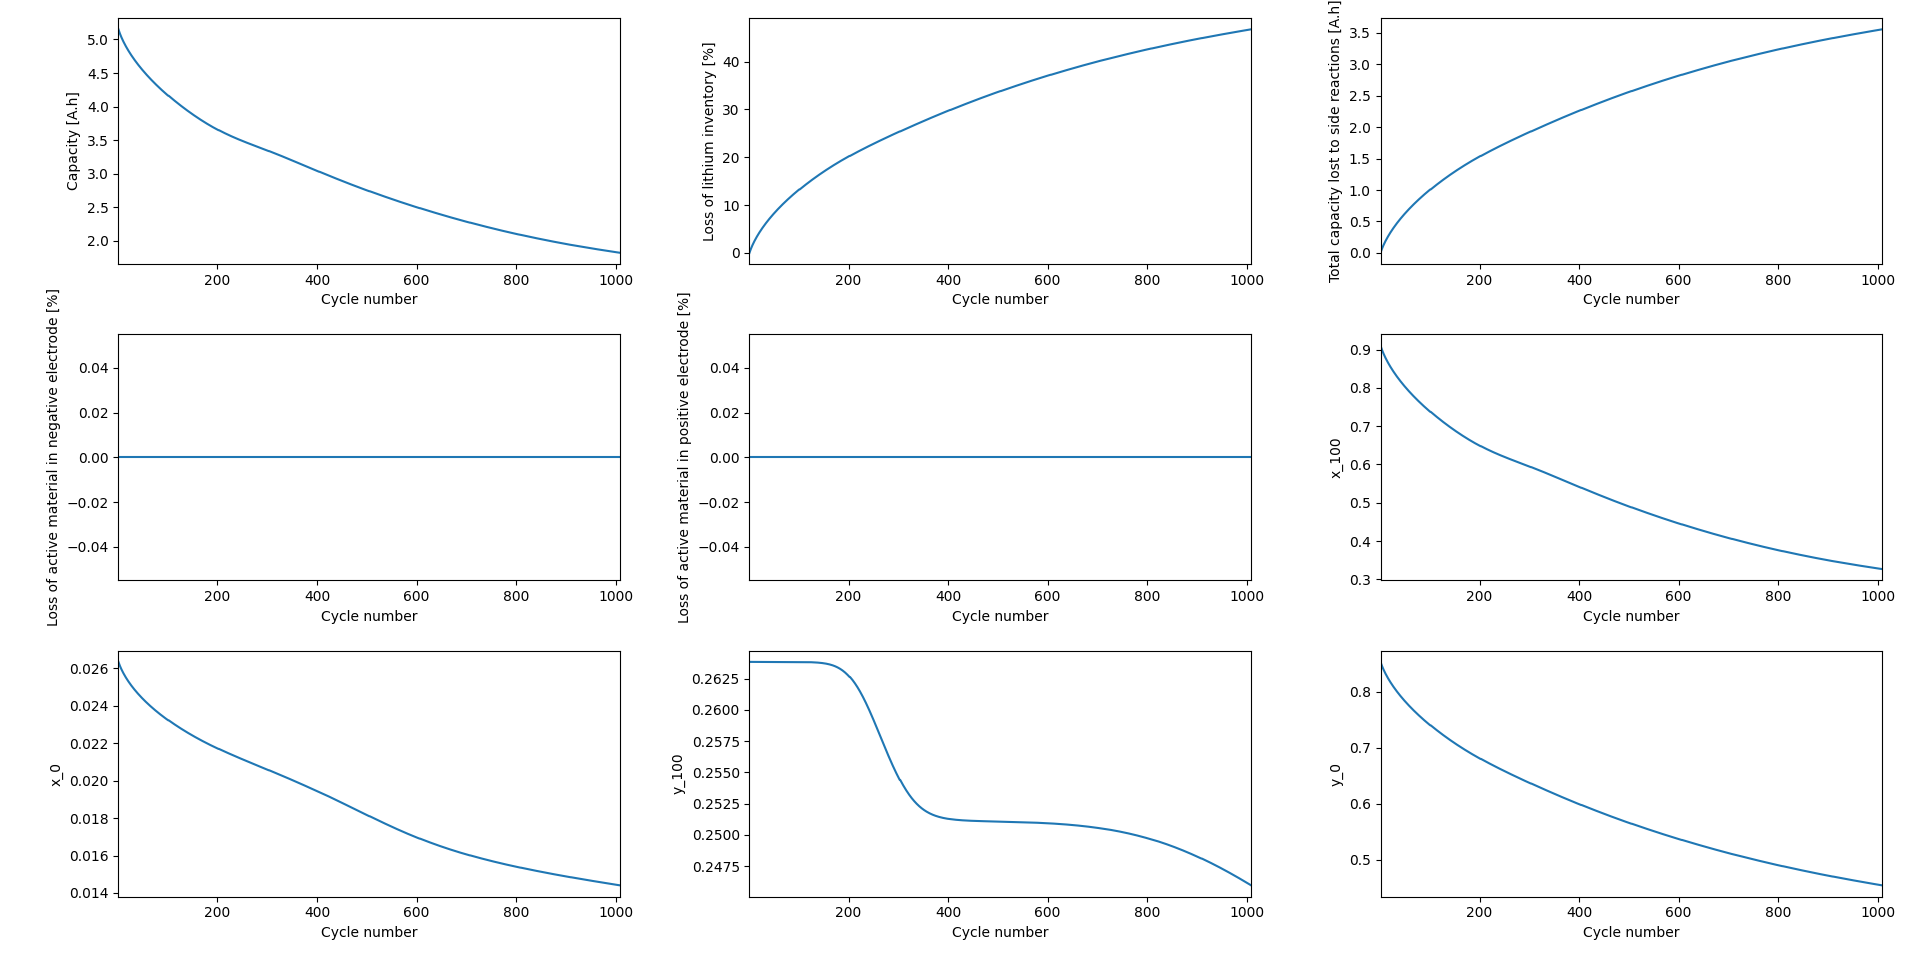 Capacity [A.h]
5.0
4.5
4.0
3.5
3.0
2.5
2.0
200 400 600 800 1000
Cycle number
Loss of lithium inventory [%]
40
30
20
10
0
200 400 600 800 1000
Cycle number
Total capacity lost to side reactions [A.h]
3.5
3.0
2.5
2.0
1.5
1.0
0.5
0.0
200 400 600 800 1000
Cycle number
Loss of active material in negative electrode [%]
0.04
0.02
0.00
−0.02
−0.04
200 400 600 800 1000
Cycle number
Loss of active material in positive electrode [%]
0.04
0.02
0.00
−0.02
−0.04
200 400 600 800 1000
Cycle number
x_100
0.9
0.8
0.7
0.6
0.5
0.4
0.3
200 400 600 800 1000
Cycle number
x_0
0.026
0.024
0.022
0.020
0.018
0.016
0.014
200 400 600 800 1000
Cycle number
y_100
0.2625
0.2600
0.2575
0.2550
0.2525
0.2500
0.2475
200 400 600 800 1000
Cycle number
y_0
0.8
0.7
0.6
0.5
200 400 600 800 1000
Cycle number